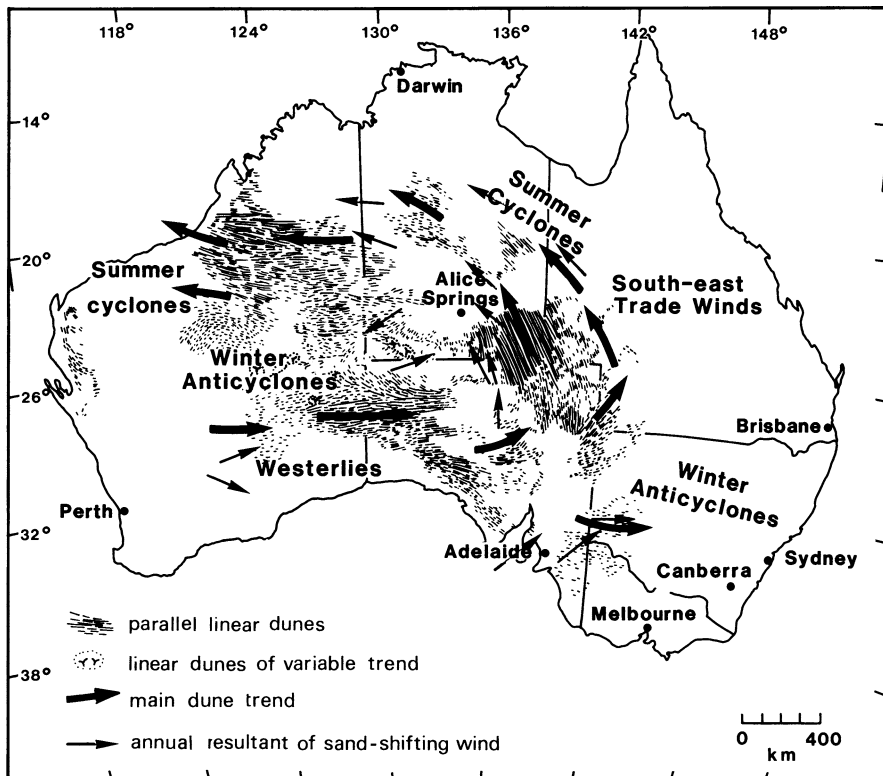 118° 124° 130° 136° 142° 148°
Darwin
14°
Summer
Cyclones
20°
Summer
cyclones
Alice
Springs
South-east
Trade Winds
Winter
Anticyclones
26°
Brisbane
Westerlies
Winter
Anticyclones
Perth
32°
Adelaide
Sydney
Canberra
Melbourne
parallel linear dunes
linear dunes of variable trend
38°
main dune trend
annual resultant of sand-shifting wind
0 400
km